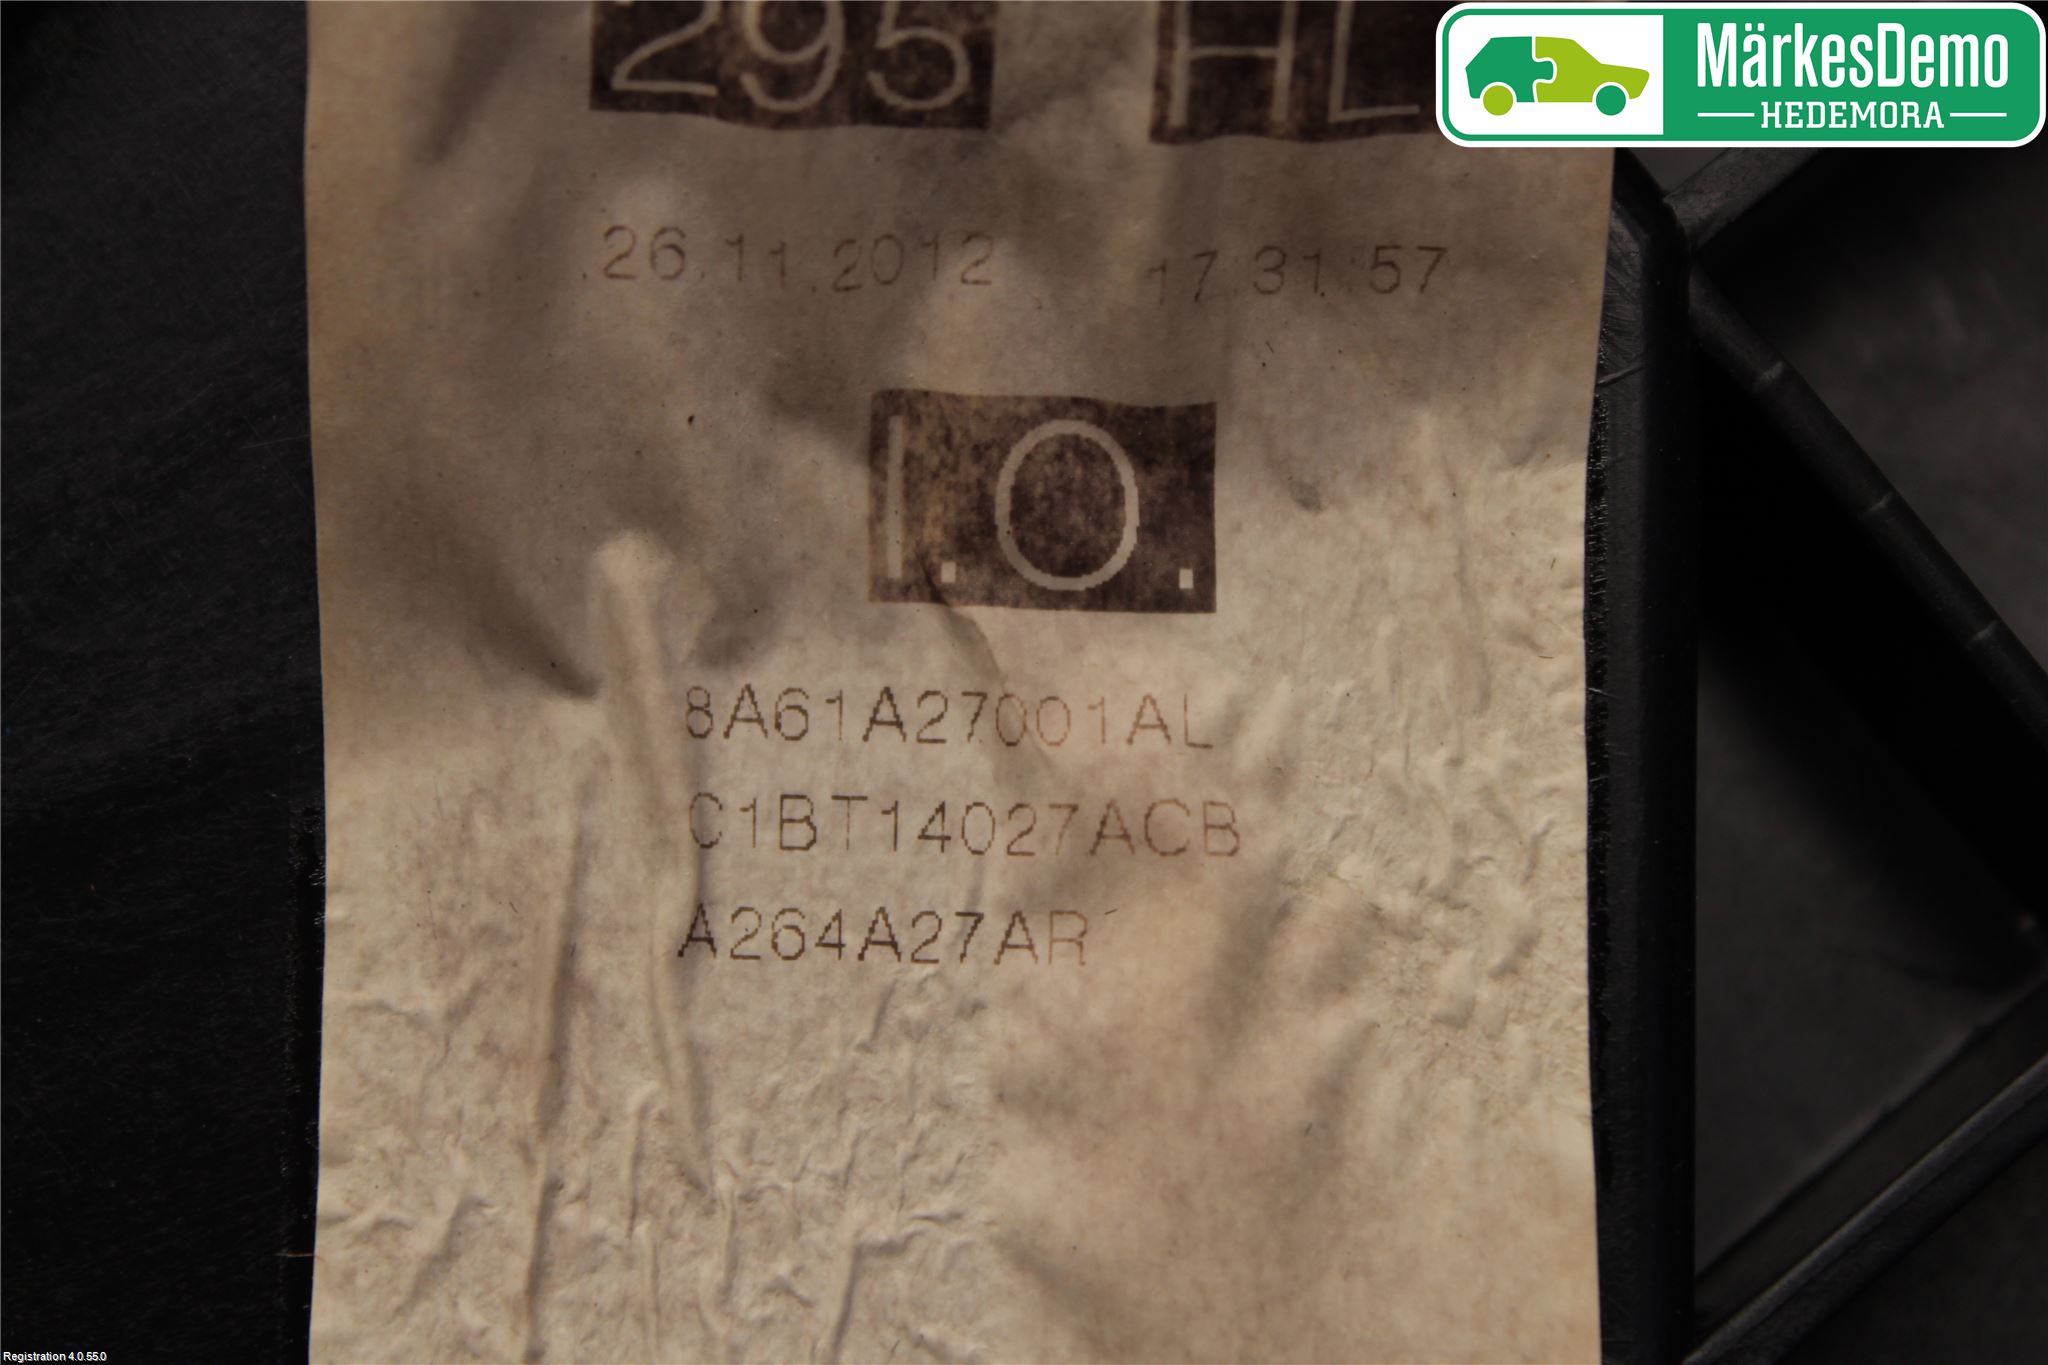 295 HL
MärkesDemo
HEDEMORA
.26.11.2012 17:31:57
I.O.
8A61A27001AL
C1BT14027ACB
A264A27AR
Registration 4.0.55.0